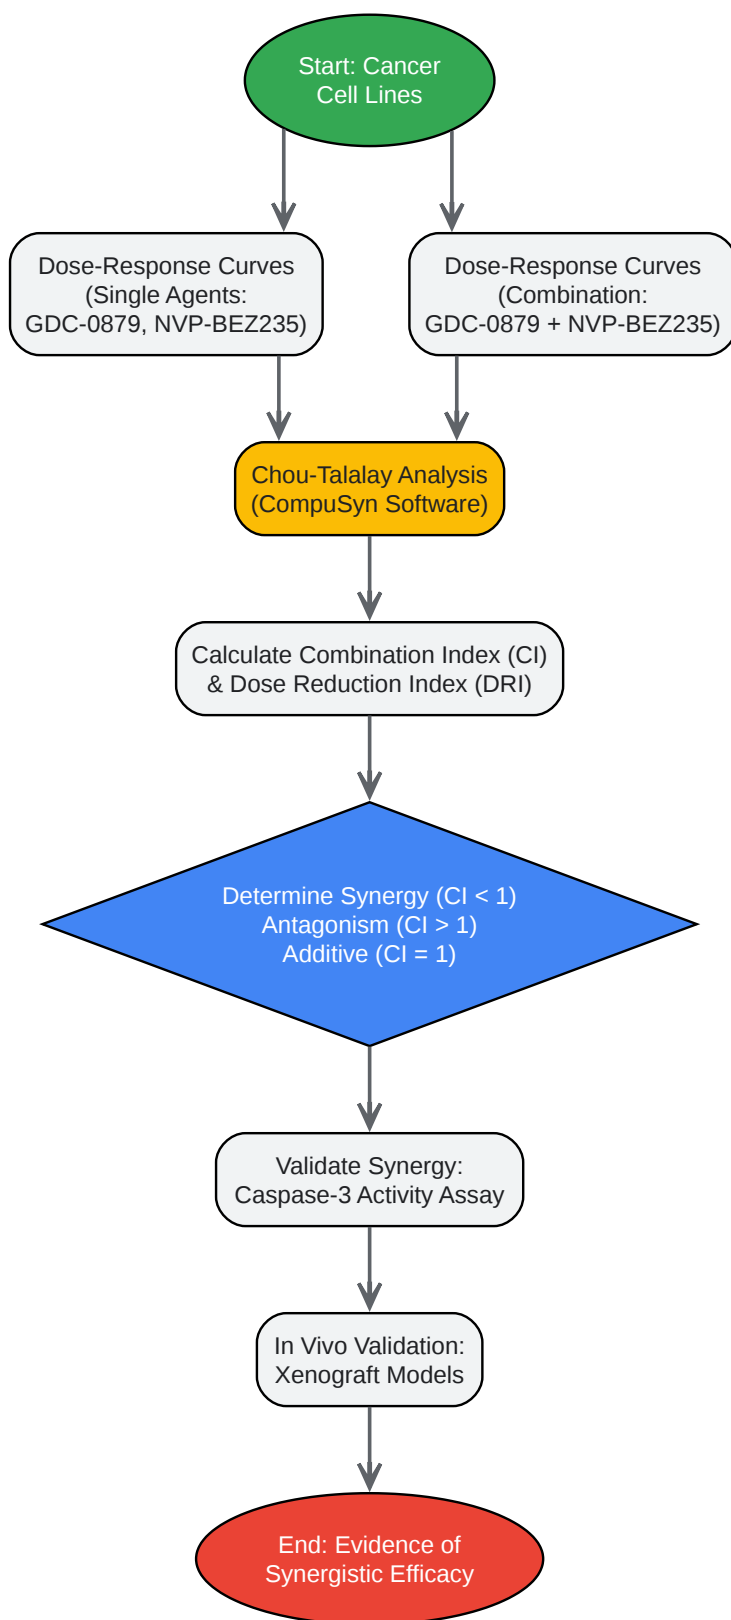 Start: Cancer
Cell Lines
Dose-Response Curves
(Single Agents:
GDC-0879, NVP-BEZ235)
Dose-Response Curves
(Combination:
GDC-0879 + NVP-BEZ235)
Chou-Talalay Analysis
(CompuSyn Software)
Calculate Combination Index (CI)
& Dose Reduction Index (DRI)
Determine Synergy (CI < 1)
Antagonism (CI > 1)
Additive (CI = 1)
Validate Synergy:
Caspase-3 Activity Assay
In Vivo Validation:
Xenograft Models
End: Evidence of
Synergistic Efficacy